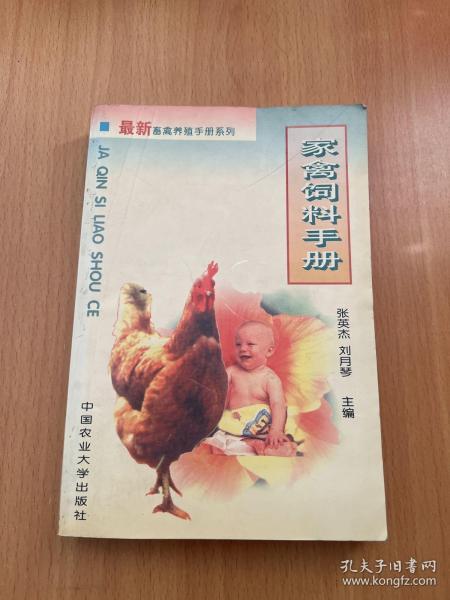 最新畜禽养殖手册系列
JA QIN SI LIAO SHOU CE
家禽饲料手册
张英杰 刘月琴 主编
中国农业大学出版社
孔夫子旧书网
www.kongfz.com